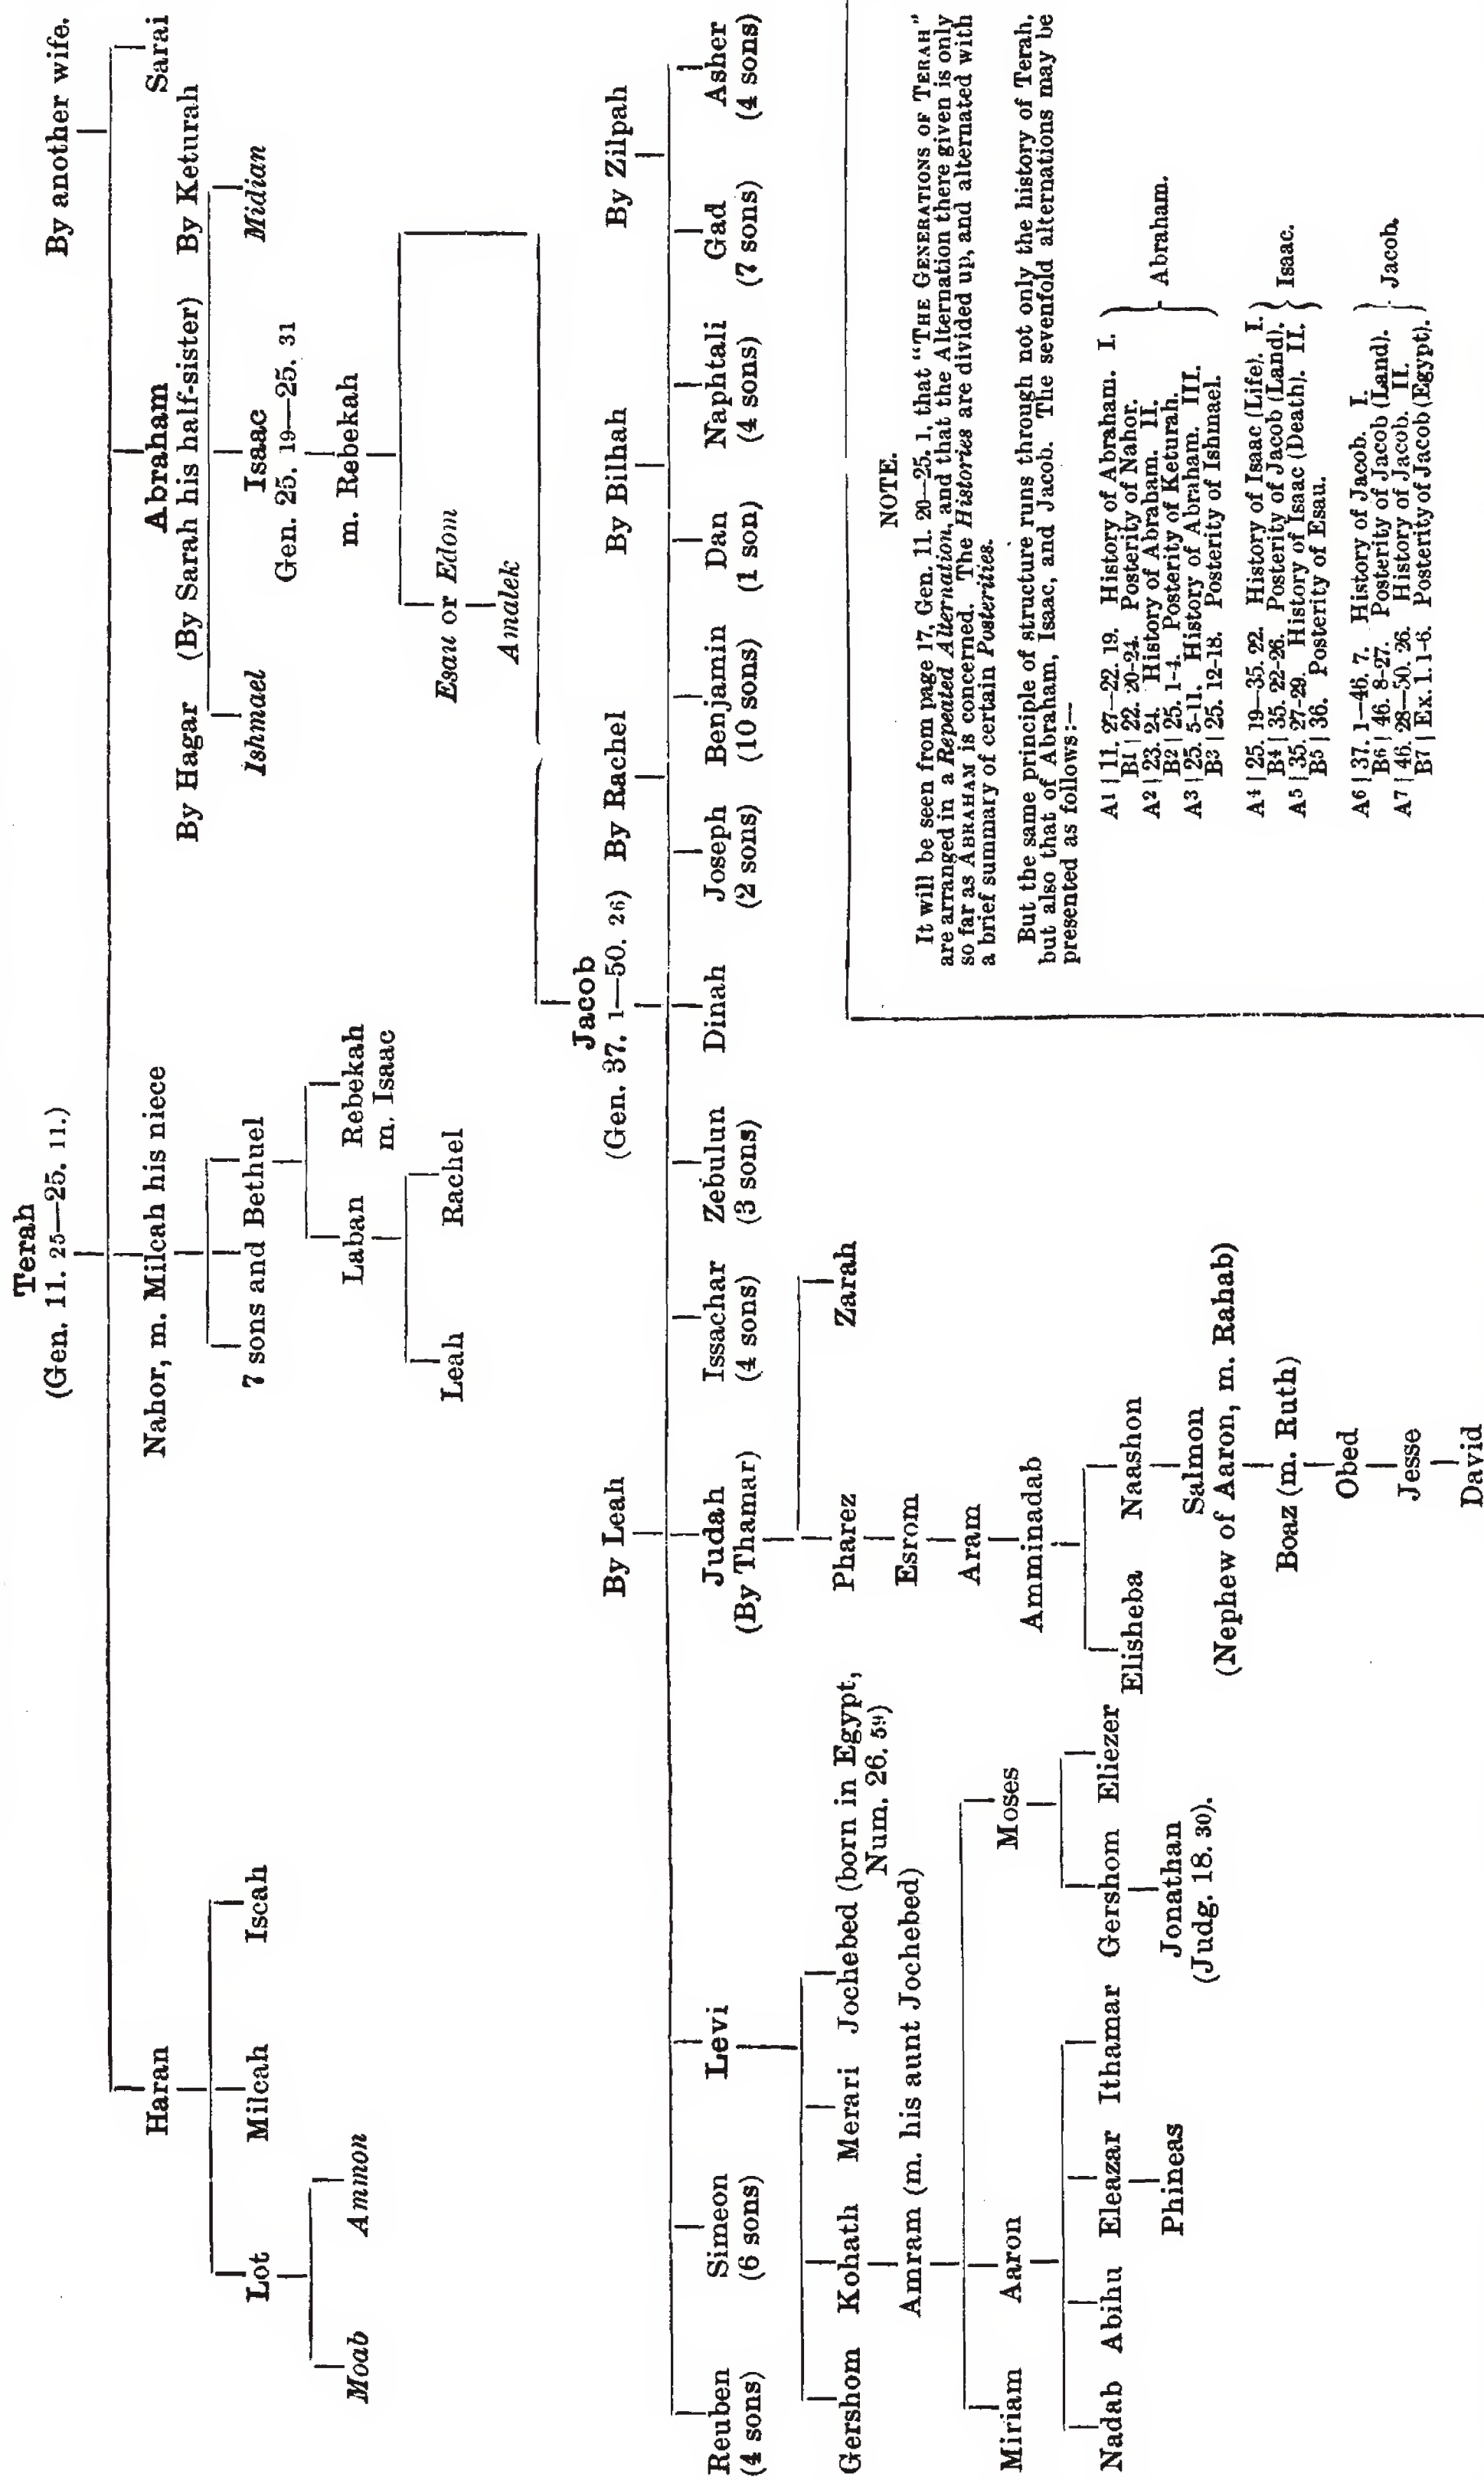 Terah
(Gen. 11. 25—25. 11.)
By another wife.
Haran
Nahor, m. Milcah his niece
Abraham
Sarai
By Hagar (By Sarah his half-sister) By Keturah
Lot Milcah Iscah
7 sons and Bethuel
Ishmael
Isaac
Midian
Gen. 25. 19—25. 31
Moab Ammon
Laban Rebekah
m. Isaac
m. Rebekah
Leah Rachel
Esau or Edom
Amalek
Jacob
(Gen. 37. 1—50. 26)
By Leah
By Rachel
By Bilhah
By Zilpah
Reuben Simeon Levi Judah Issachar Zebulun Dinah Joseph Benjamin Dan Naphtali Gad Asher
(4 sons) (6 sons) (By Thamar) (4 sons) (3 sons) (2 sons) (10 sons) (1 son) (4 sons) (7 sons) (4 sons)
Gershom Kohath Merari Jochebed (born in Egypt,
Num. 26. 59)
Pharez Zarah
Amram (m. his aunt Jochebed)
Esrom
Aram
Miriam Aaron Moses
Amminadab
Nadab Abihu Eleazar Ithamar Gershom Eliezer
Elisheba Naashon
Phineas
Jonathan
(Judg. 18. 30).
Salmon
(Nephew of Aaron, m. Rahab)
Boaz (m. Ruth)
Obed
Jesse
David
NOTE.
It will be seen from page 17, Gen. 11. 20—25. 1, that "THE GENERATIONS OF TERAH"
are arranged in a Repeated Alternation, and that the Alternation there given is only
so far as ABRAHAM is concerned. The Histories are divided up, and alternated with
a brief summary of certain Posterities.
But the same principle of structure runs through not only the history of Terah,
but also that of Abraham, Isaac, and Jacob. The sevenfold alternations may be
presented as follows:—
A1 | 11. 27—22. 19. History of Abraham. I.
B1 | 22. 20-24. Posterity of Nahor.
A2 | 23. 24. History of Abraham. II.
B2 | 25. 1-4. Posterity of Keturah.
A3 | 25. 5-11. History of Abraham. III.
B3 | 25. 12-18. Posterity of Ishmael.
Abraham.
A4 | 25. 19—35. 22. History of Isaac (Life). I.
B4 | 35. 22-26. Posterity of Jacob (Land).
A5 | 35. 27-29. History of Isaac (Death). II.
B5 | 36. Posterity of Esau.
Isaac.
A6 | 37. 1—46. 7. History of Jacob. I.
B6 | 46. 8-27. Posterity of Jacob (Land).
A7 | 46. 28—50. 26. History of Jacob. II.
B7 | Ex. 1. 1-6. Posterity of Jacob (Egypt).
Jacob.